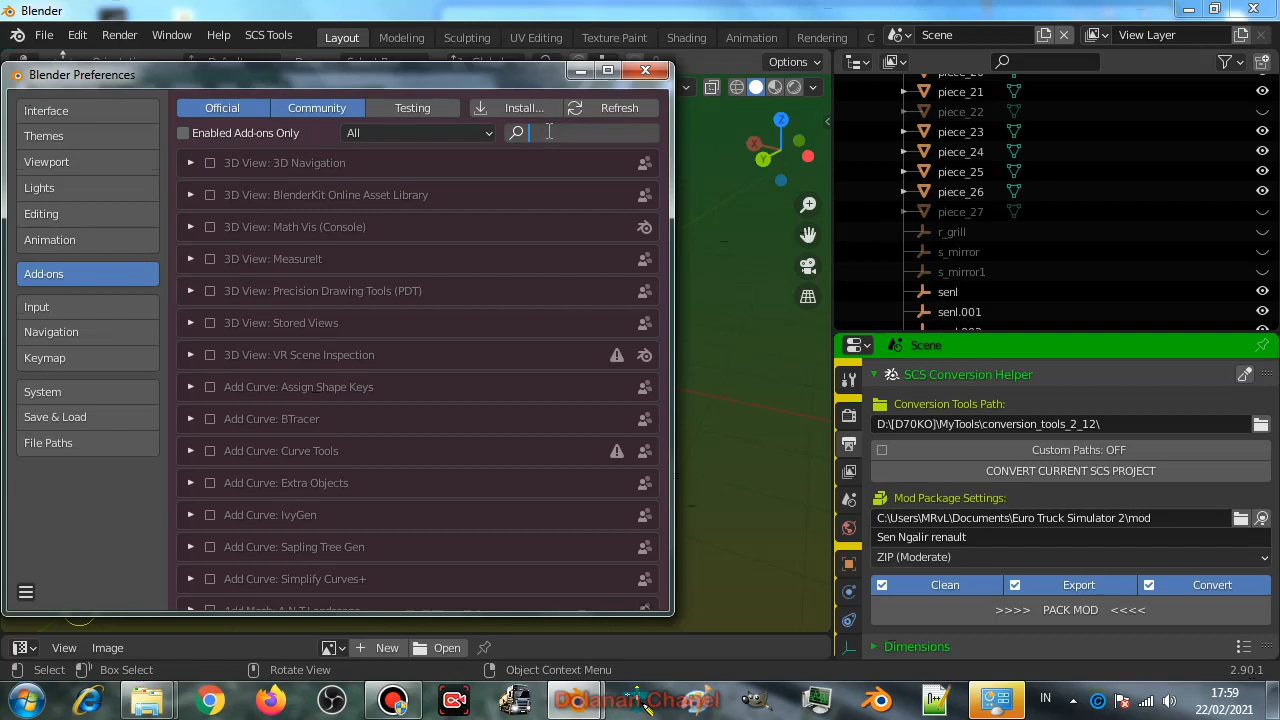 Blender
File Edit Render Window Help SCS Tools Layout Modeling Sculpting UV Editing Texture Paint Shading Animation Rendering Scene View Layer
Options
Blender Preferences
Interface
Themes
Viewport
Lights
Editing
Animation
Add-ons
Input
Navigation
Keymap
System
Save & Load
File Paths
Official Community Testing Install... Refresh
Enabled Add-ons Only All
3D View: 3D Navigation
3D View: BlenderKit Online Asset Library
3D View: Math Vis (Console)
3D View: MeasureIt
3D View: Precision Drawing Tools (PDT)
3D View: Stored Views
3D View: VR Scene Inspection
Add Curve: Assign Shape Keys
Add Curve: BTracer
Add Curve: Curve Tools
Add Curve: Extra Objects
Add Curve: IvyGen
Add Curve: Sapling Tree Gen
Add Curve: Simplify Curves+
Z
X
Y
piece_21
piece_22
piece_23
piece_24
piece_25
piece_26
piece_27
r_grill
s_mirror
s_mirror1
senl
senl.001
Scene
SCS Conversion Helper
Conversion Tools Path:
D:\[D70KO]\MyTools\conversion_tools_2_12\
Custom Paths: OFF
CONVERT CURRENT SCS PROJECT
Mod Package Settings:
C:\Users\MRvL\Documents\Euro Truck Simulator 2\mod
Sen Ngalir renault
ZIP (Moderate)
Clean Export Convert
>>>> PACK MOD <<<<
Dimensions
View Image New Open
Select Box Select Rotate View Object Context Menu 2.90.1
Dolanan Chanel
IN
17:59
22/02/2021